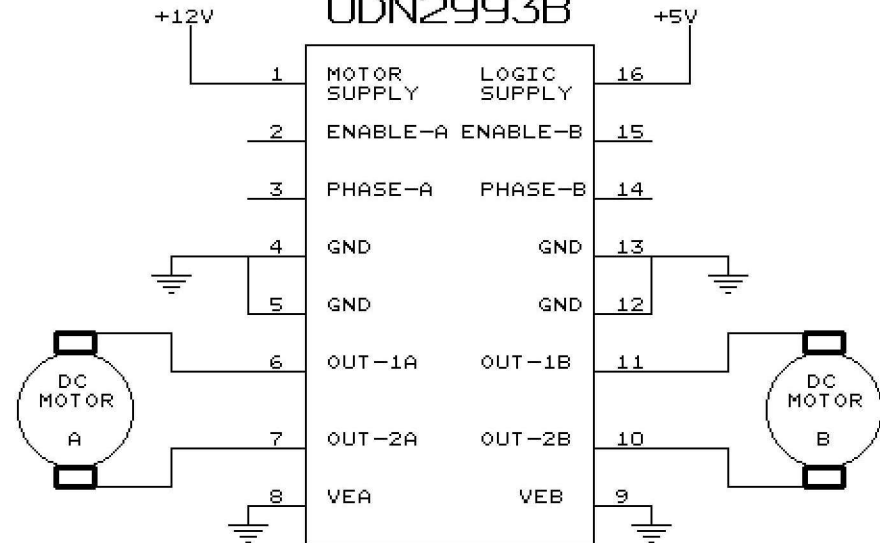 UDN2993B
+12V
+5V
1 MOTOR SUPPLY
LOGIC SUPPLY 16
2 ENABLE-A
ENABLE-B 15
3 PHASE-A
PHASE-B 14
4 GND
GND 13
5 GND
GND 12
6 OUT-1A
OUT-1B 11
DC
MOTOR
A
DC
MOTOR
B
7 OUT-2A
OUT-2B 10
8 VEA
VEB 9